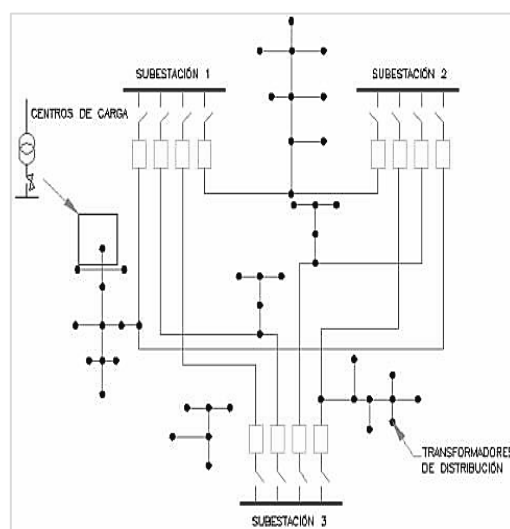 SUBESTACIÓN 1
SUBESTACIÓN 2
CENTROS DE CARGA
TRANSFORMADORES
DE DISTRIBUCIÓN
SUBESTACIÓN 3